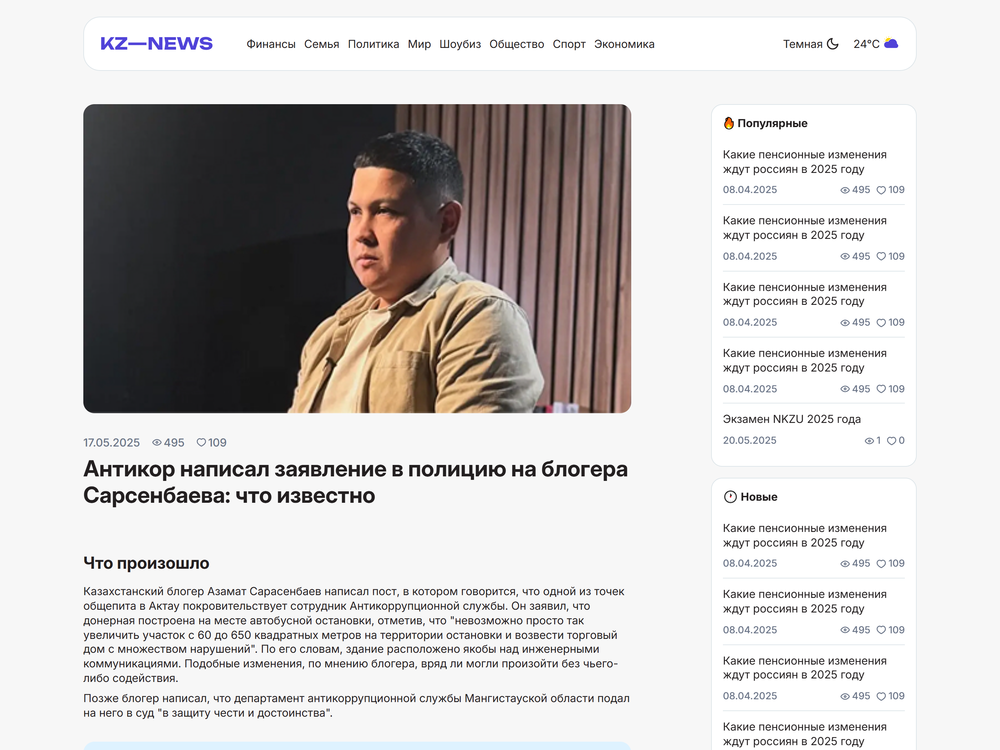 KZ—NEWS
Финансы Семья Политика Мир Шоубиз Общество Спорт Экономика
Темная 24°C
17.05.2025 495 109
Антикор написал заявление в полицию на блогера
Сарсенбаева: что известно
Что произошло
Казахстанский блогер Азамат Сарасенбаев написал пост, в котором говорится, что одной из точек
общепита в Актау покровительствует сотрудник Антикоррупционной службы. Он заявил, что
донерная построена на месте автобусной остановки, отметив, что "невозможно просто так
увеличить участок с 60 до 650 квадратных метров на территории остановки и возвести торговый
дом с множеством нарушений". По его словам, здание расположено якобы над инженерными
коммуникациями. Подобные изменения, по мнению блогера, вряд ли могли произойти без чьего-
либо содействия.
Позже блогер написал, что департамент антикоррупционной службы Мангистауской области подал
на него в суд "в защиту чести и достоинства".
Популярные
Какие пенсионные изменения
ждут россиян в 2025 году
08.04.2025 495 109
Какие пенсионные изменения
ждут россиян в 2025 году
08.04.2025 495 109
Какие пенсионные изменения
ждут россиян в 2025 году
08.04.2025 495 109
Какие пенсионные изменения
ждут россиян в 2025 году
08.04.2025 495 109
Экзамен NKZU 2025 года
20.05.2025 1 0
Новые
Какие пенсионные изменения
ждут россиян в 2025 году
08.04.2025 495 109
Какие пенсионные изменения
ждут россиян в 2025 году
08.04.2025 495 109
Какие пенсионные изменения
ждут россиян в 2025 году
08.04.2025 495 109
Какие пенсионные изменения
ждут россиян в 2025 году